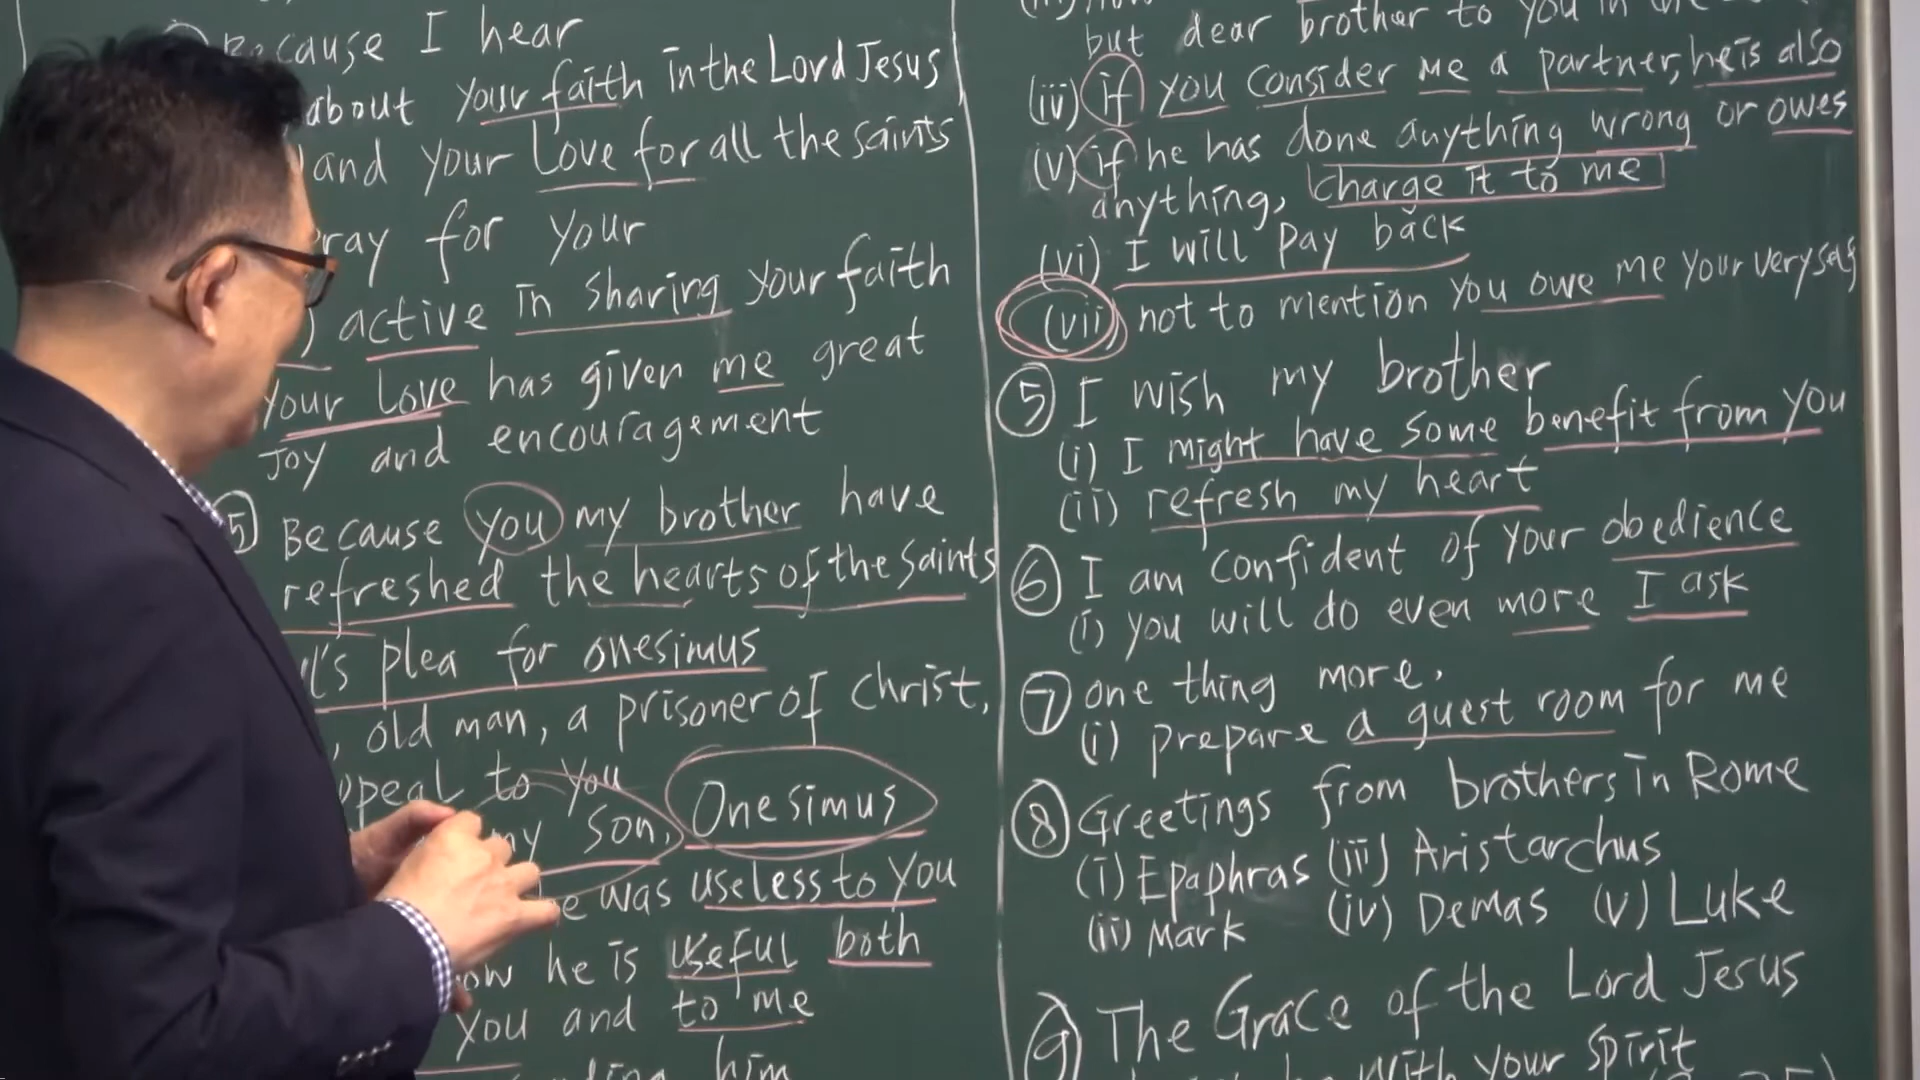 Because I hear
about your faith in the Lord Jesus
and your Love for all the saints
for your
active in sharing your faith
your love has given me great
Joy and encouragement
5) Because you my brother have
refreshed the hearts of the saints
plea for onesimus
, old man, a prisoner of Christ,
to you
my son, Onesimus
was useless to you
he is useful both
you and to me
him
but dear brother to you in
(iv) if you consider me a partner, he is also
(v) if he has done anything wrong or owes
anything, charge it to me
(vi) I will pay back
(vii) not to mention you owe me your very self
⑤ I wish my brother
(i) I might have some benefit from you
(ii) refresh my heart
⑥ I am confident of your obedience
(i) you will do even more I ask
⑦ one thing more,
(i) prepare a guest room for me
⑧ Greetings from brothers in Rome
(i) Epaphras (iii) Aristarchus
(ii) Mark (iv) Demas (v) Luke
⑨ The Grace of the Lord Jesus
with your spirit